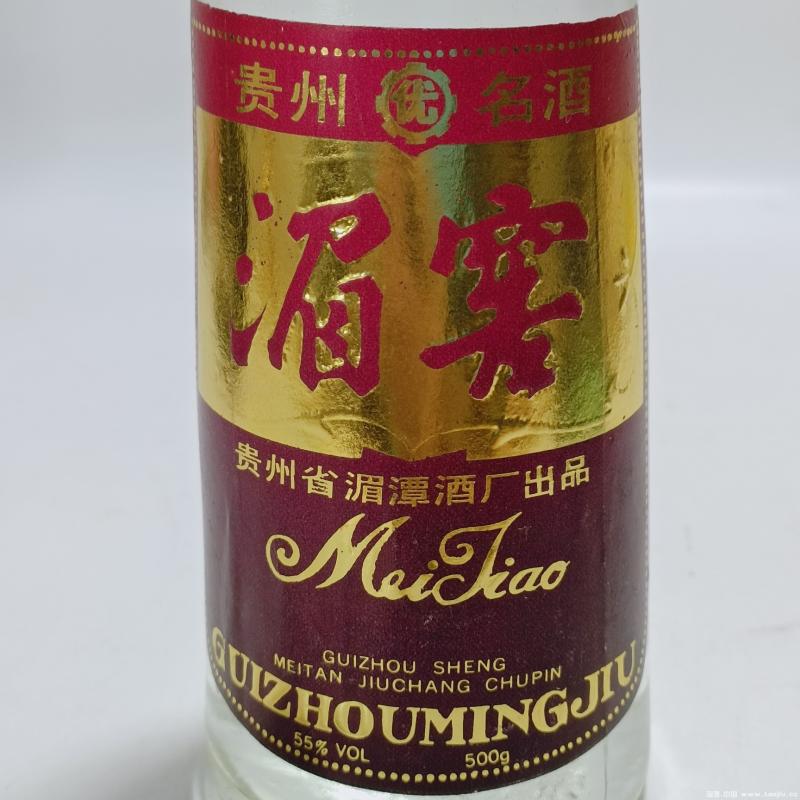 贵州 优 名酒
湄窖
贵州省湄潭酒厂出品
MeiJiao
GUIZHOU SHENG
MEITAN JIUCHANG CHUPIN
GUIZHOUMINGJIU
55% VOL 500g